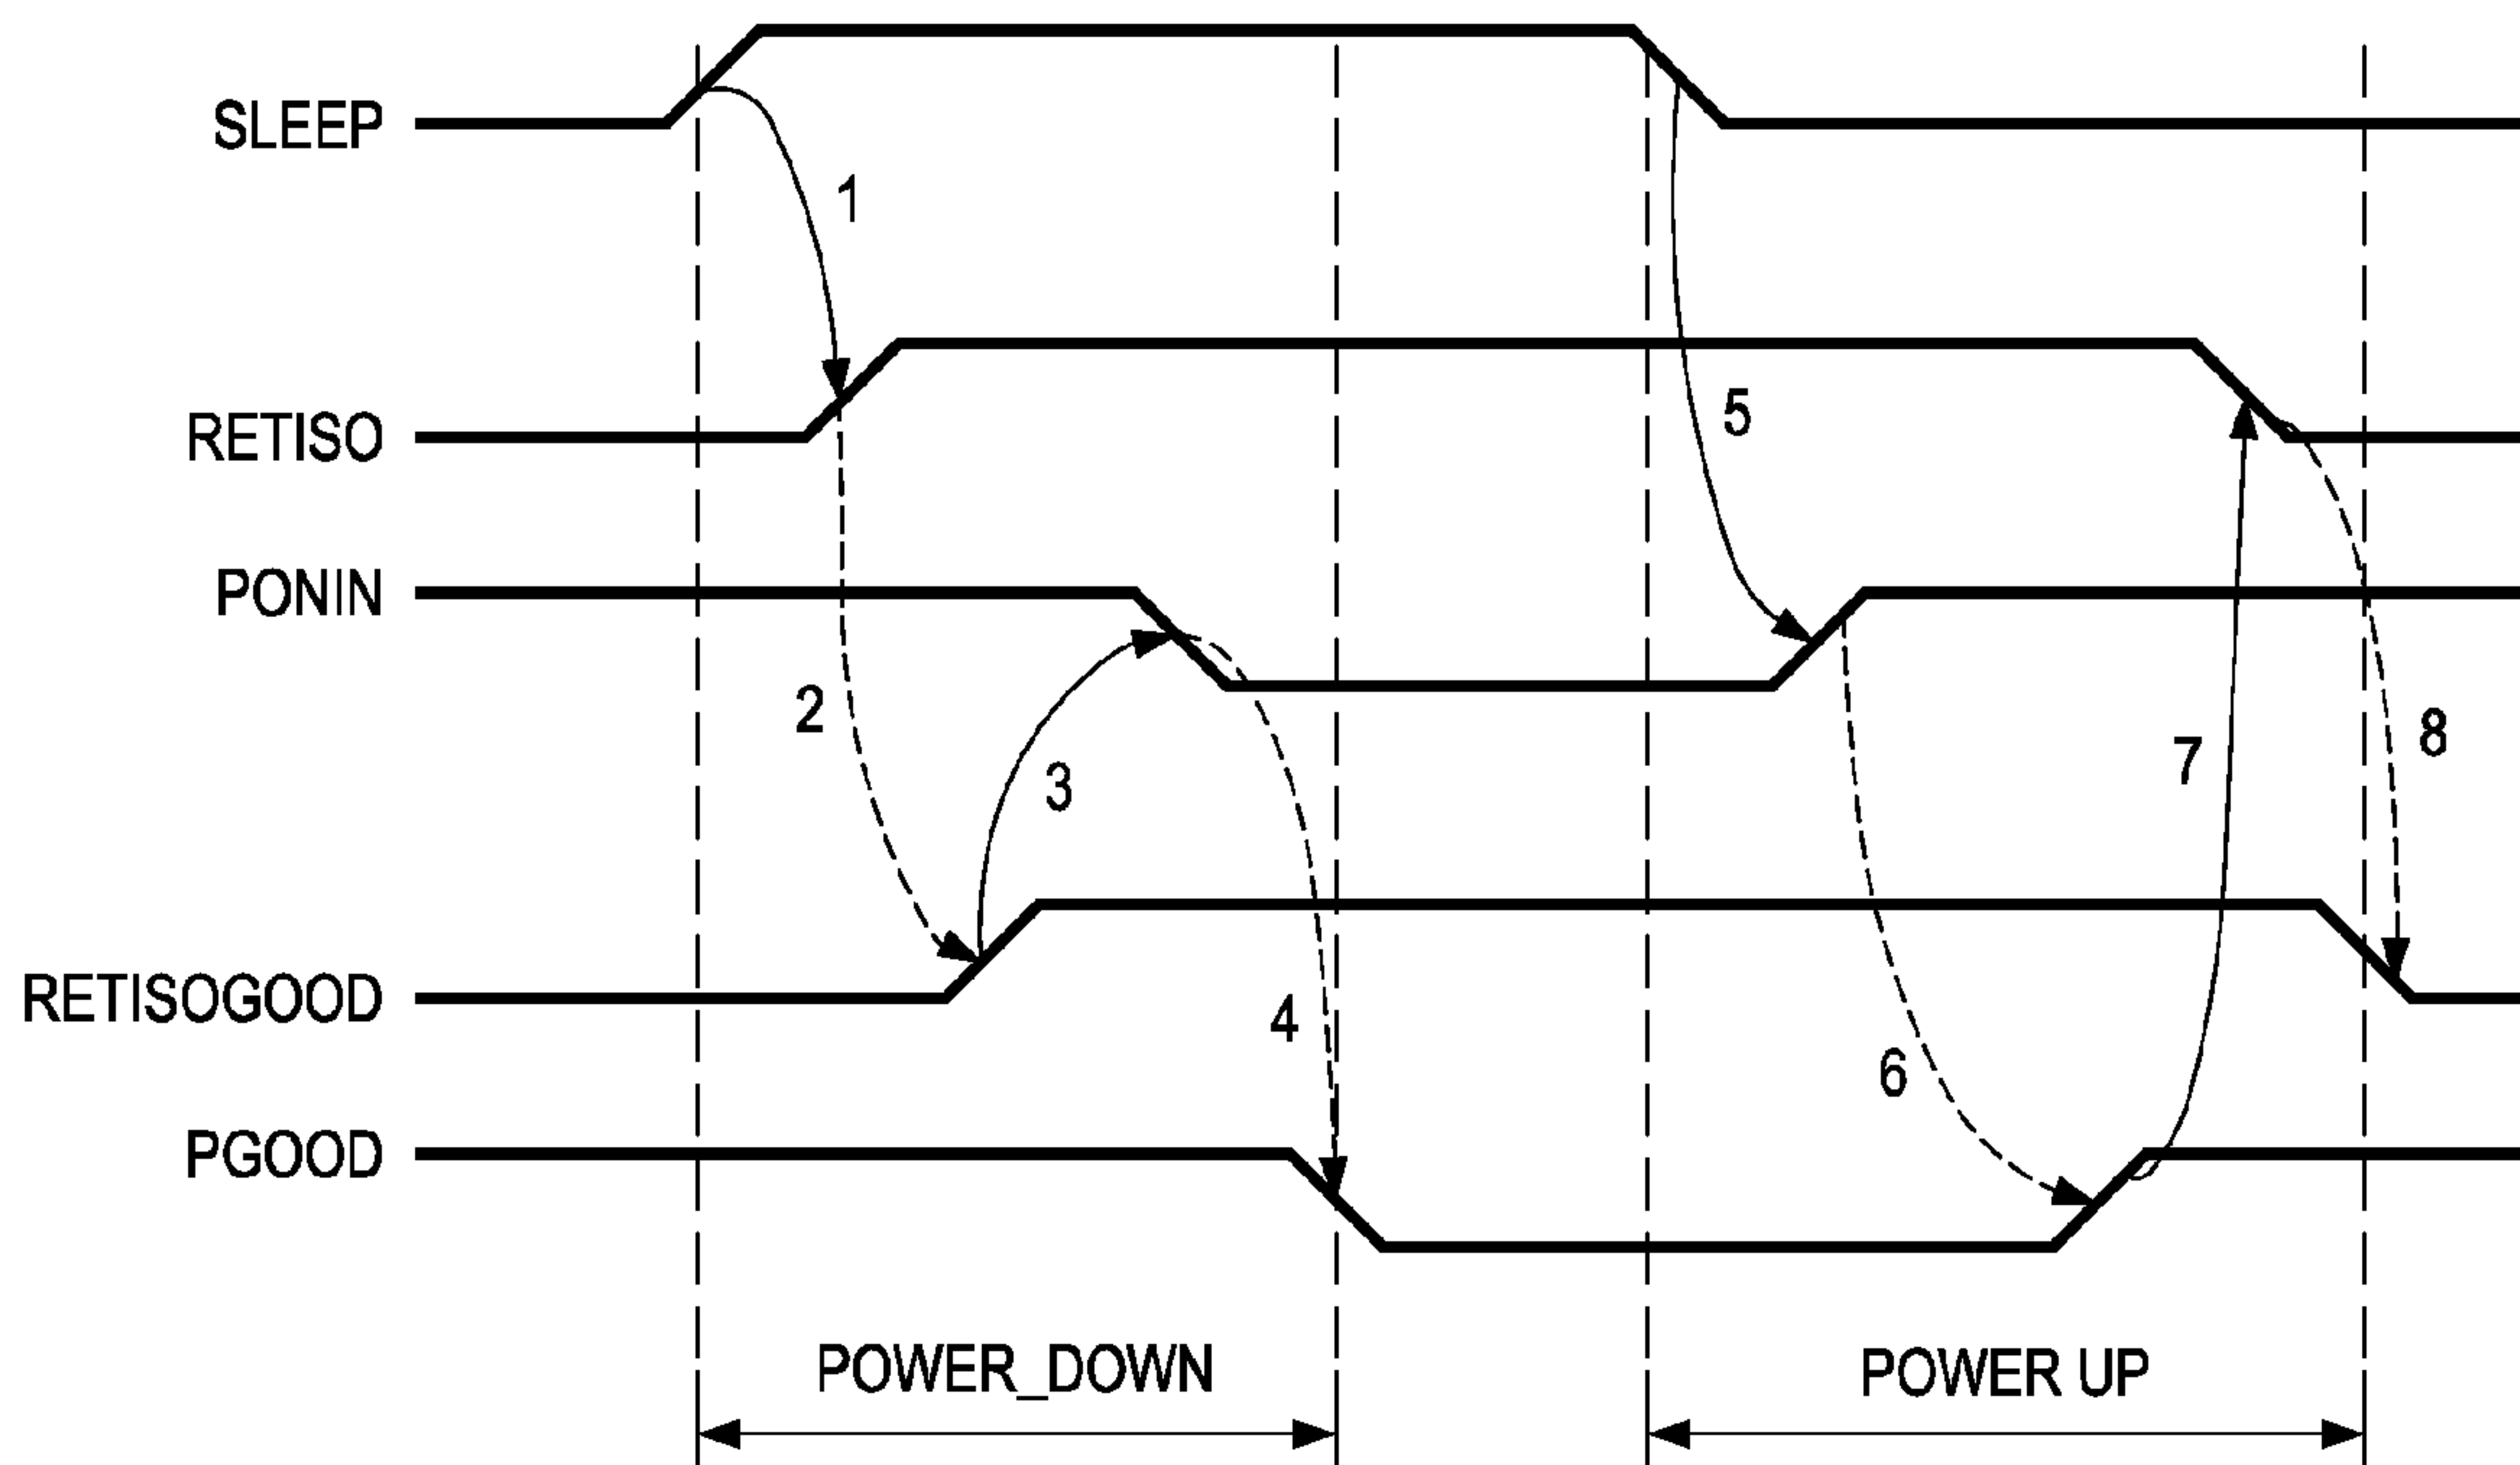 SLEEP
1
RETISO
5
PONIN
2
3
7
8
RETISOGOOD
4
6
PGOOD
POWER_DOWN
POWER UP